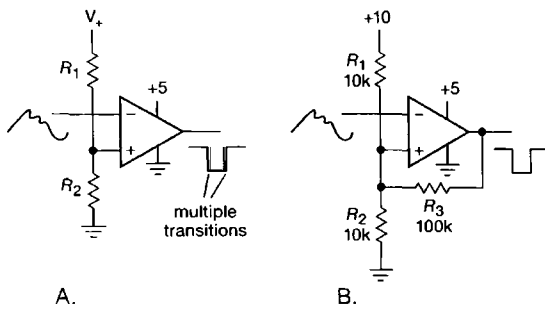 V+
R1
+5
−
+
R2
multiple
transitions
A.
+10
R1
10k
+5
−
+
R2
10k
R3
100k
B.